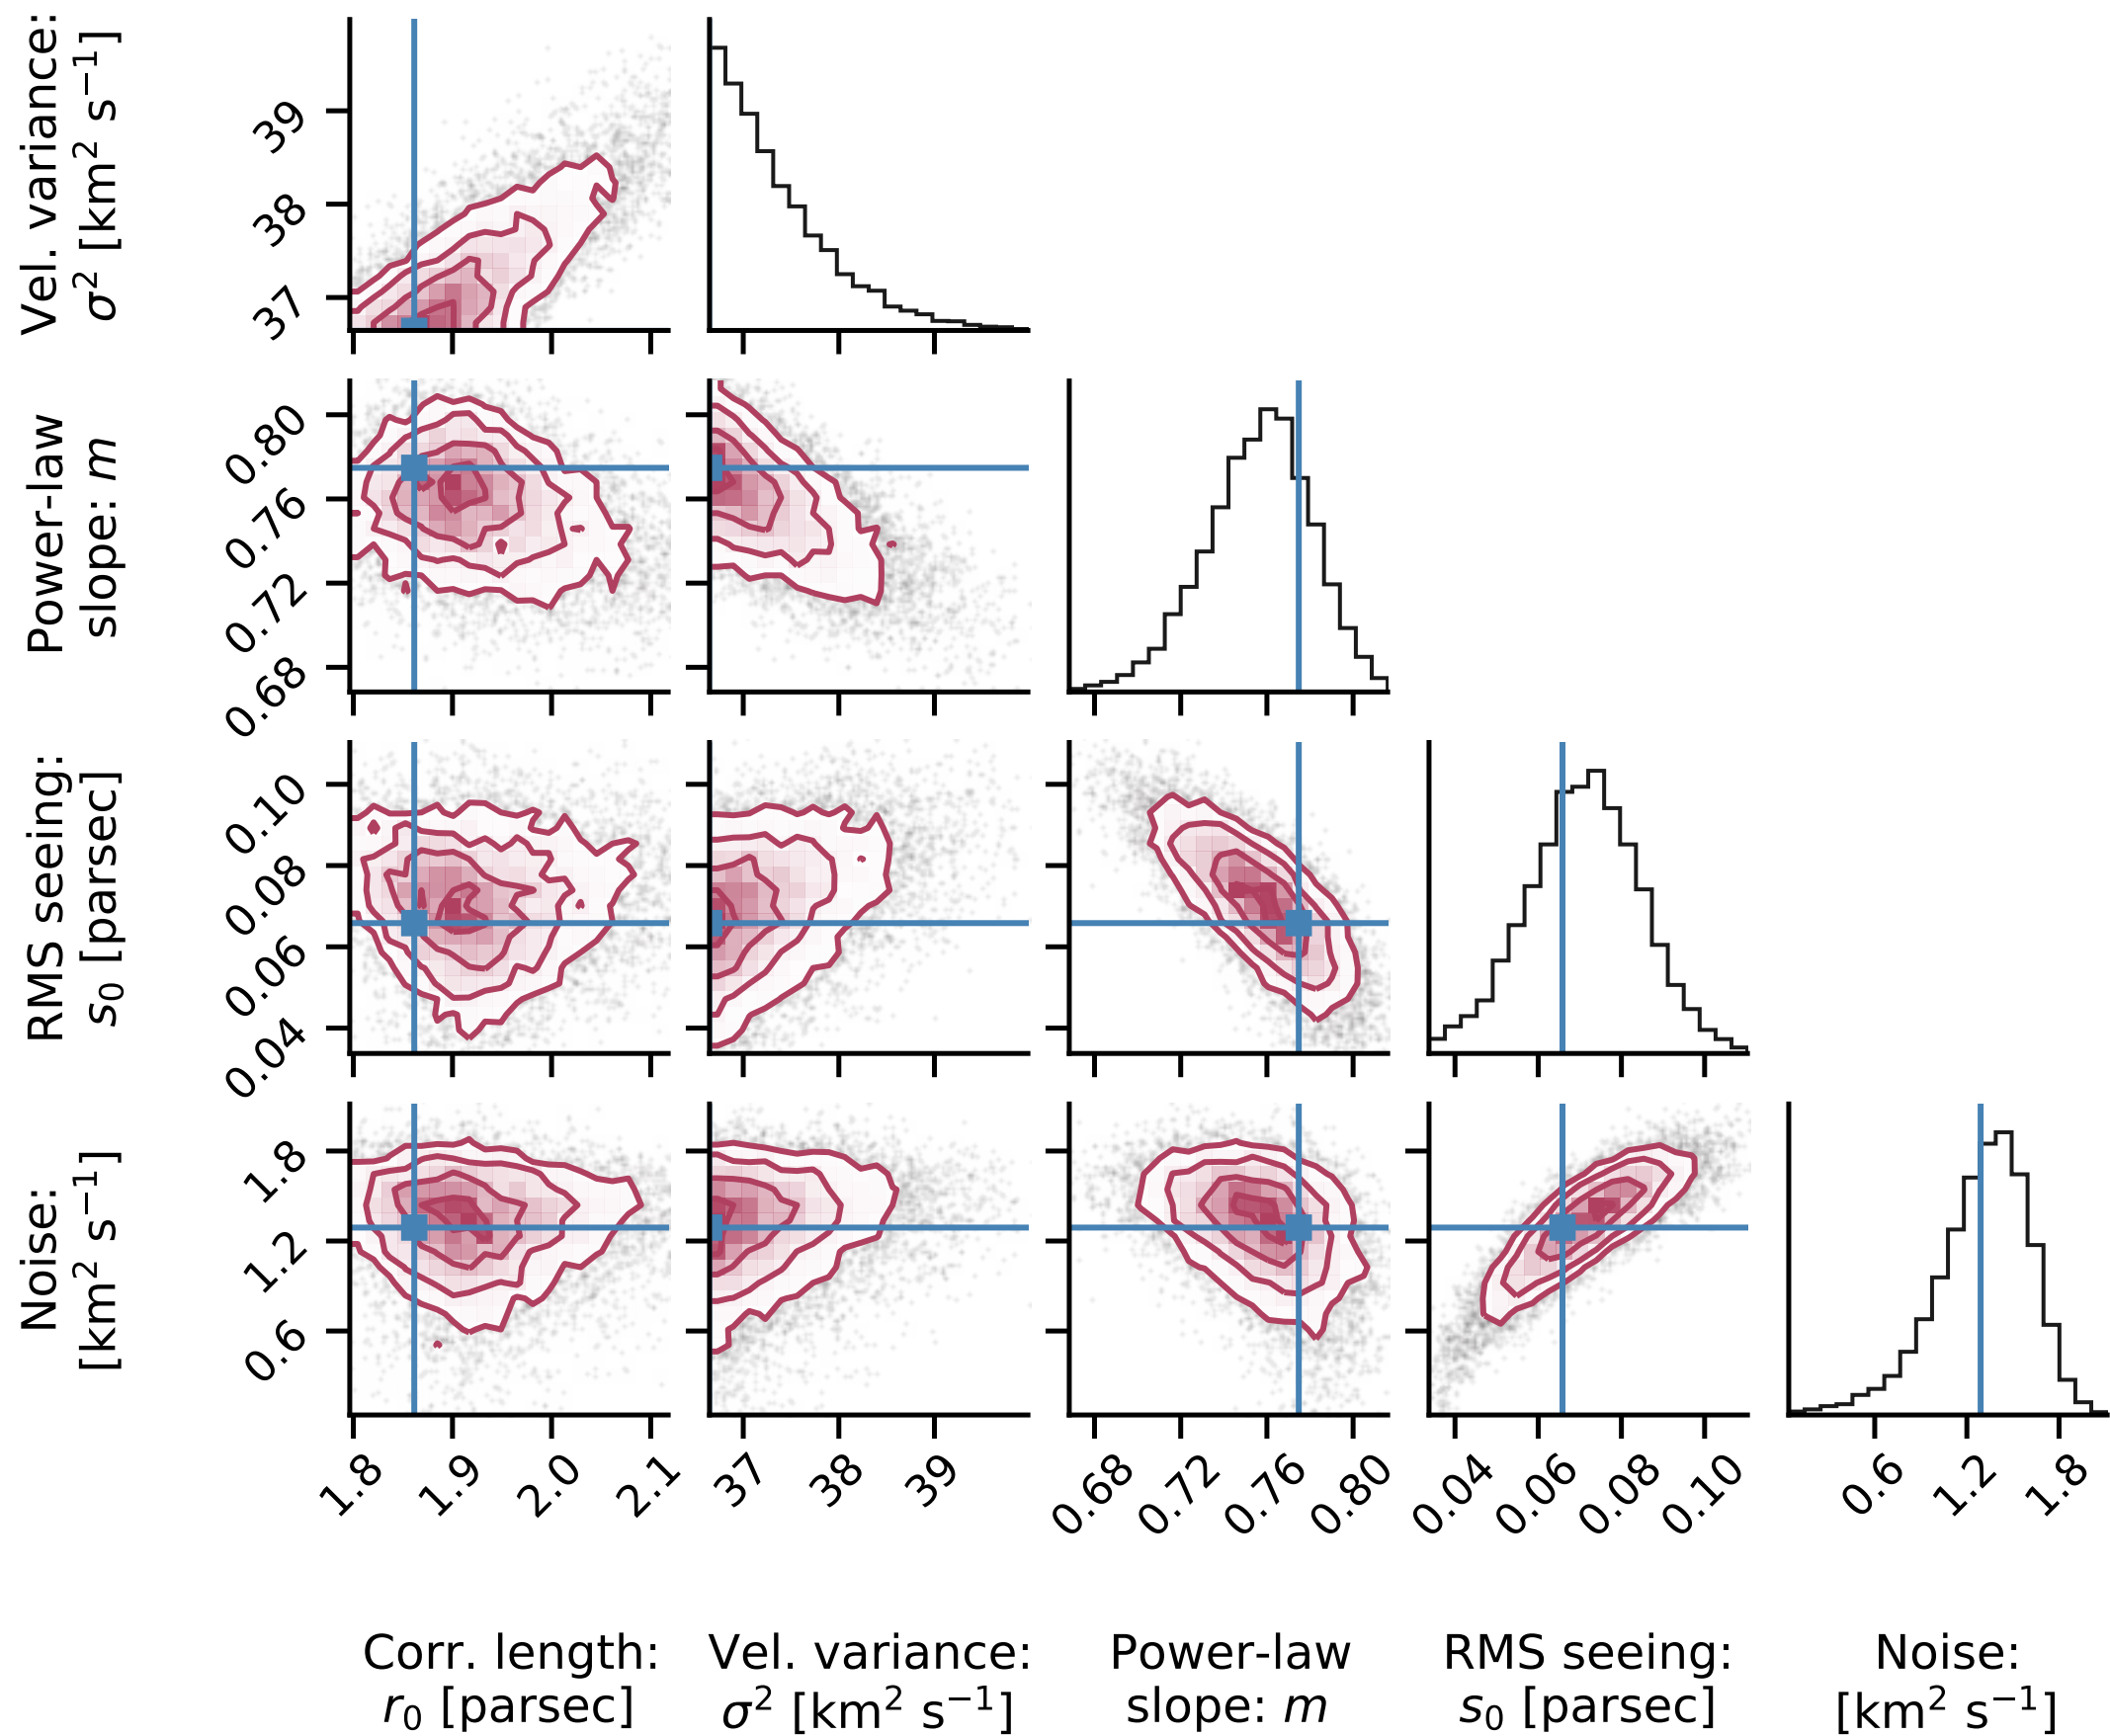 Vel. variance:
σ² [km² s⁻¹]
39
38
37
Power-law
slope: m
0.80
0.76
0.72
0.68
RMS seeing:
s₀ [parsec]
0.10
0.08
0.06
0.04
Noise:
[km² s⁻¹]
1.8
1.2
0.6
1.8 1.9 2.0 2.1 37 38 39 0.68 0.72 0.76 0.80 0.04 0.06 0.08 0.10 0.6 1.2 1.8
Corr. length: Vel. variance: Power-law RMS seeing: Noise:
r₀ [parsec] σ² [km² s⁻¹] slope: m s₀ [parsec] [km² s⁻¹]